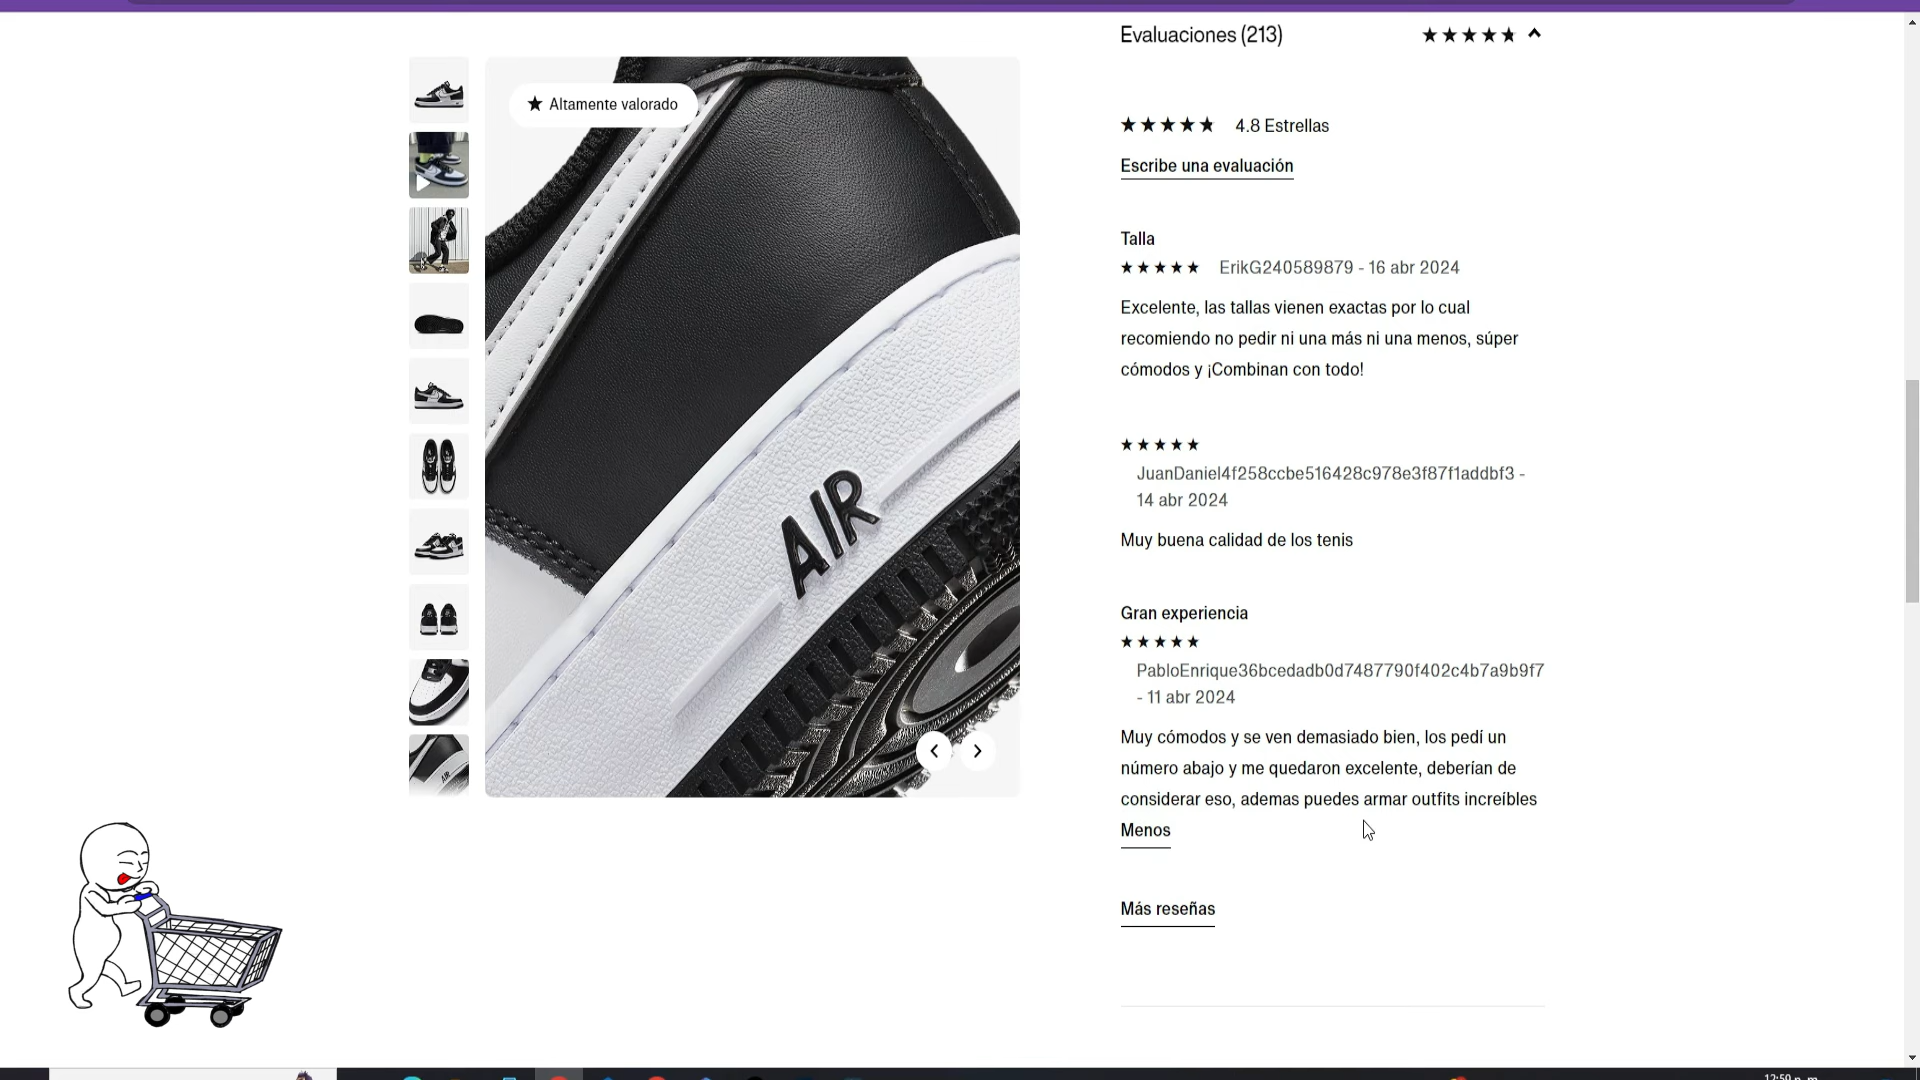 Evaluaciones (213)
Altamente valorado
4.8 Estrellas
Escribe una evaluación
Talla
ErikG240589879 - 16 abr 2024
Excelente, las tallas vienen exactas por lo cual
recomiendo no pedir ni una más ni una menos, súper
cómodos y ¡Combinan con todo!
JuanDaniel4f258ccbe516428c978e3f87f1addbf3 -
14 abr 2024
Muy buena calidad de los tenis
Gran experiencia
PabloEnrique36bcedadb0d7487790f402c4b7a9b9f7
- 11 abr 2024
Muy cómodos y se ven demasiado bien, los pedí un
número abajo y me quedaron excelente, deberían de
considerar eso, ademas puedes armar outfits increíbles
Menos
Más reseñas
AIR
AIR